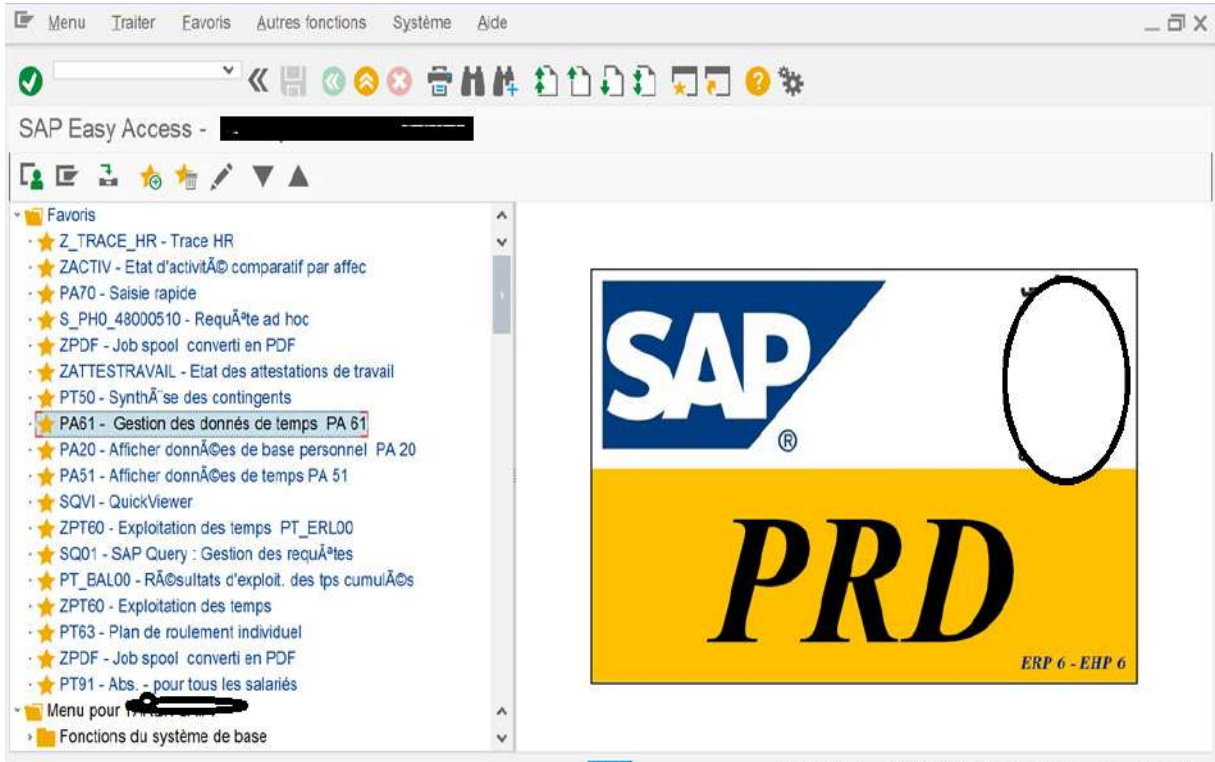 Menu Traiter Favoris Autres fonctions Système Aide
SAP Easy Access -
Favoris
Z_TRACE_HR - Trace HR
ZACTIV - Etat d'activitÃ© comparatif par affec
PA70 - Saisie rapide
S_PH0_48000510 - RequÃªte ad hoc
ZPDF - Job spool converti en PDF
ZATTESTRAVAIL - Etat des attestations de travail
PT50 - SynthÃ¨se des contingents
PA61 - Gestion des donnés de temps PA 61
PA20 - Afficher donnÃ©es de base personnel PA 20
PA51 - Afficher donnÃ©es de temps PA 51
SQVI - QuickViewer
ZPT60 - Exploitation des temps PT_ERL00
SQ01 - SAP Query : Gestion des requÃªtes
PT_BAL00 - RÃ©sultats d'exploit. des tps cumulÃ©s
ZPT60 - Exploitation des temps
PT63 - Plan de roulement individuel
ZPDF - Job spool converti en PDF
PT91 - Abs. - pour tous les salariés
Menu pour
Fonctions du système de base
SAP
®
PRD
ERP 6 - EHP 6